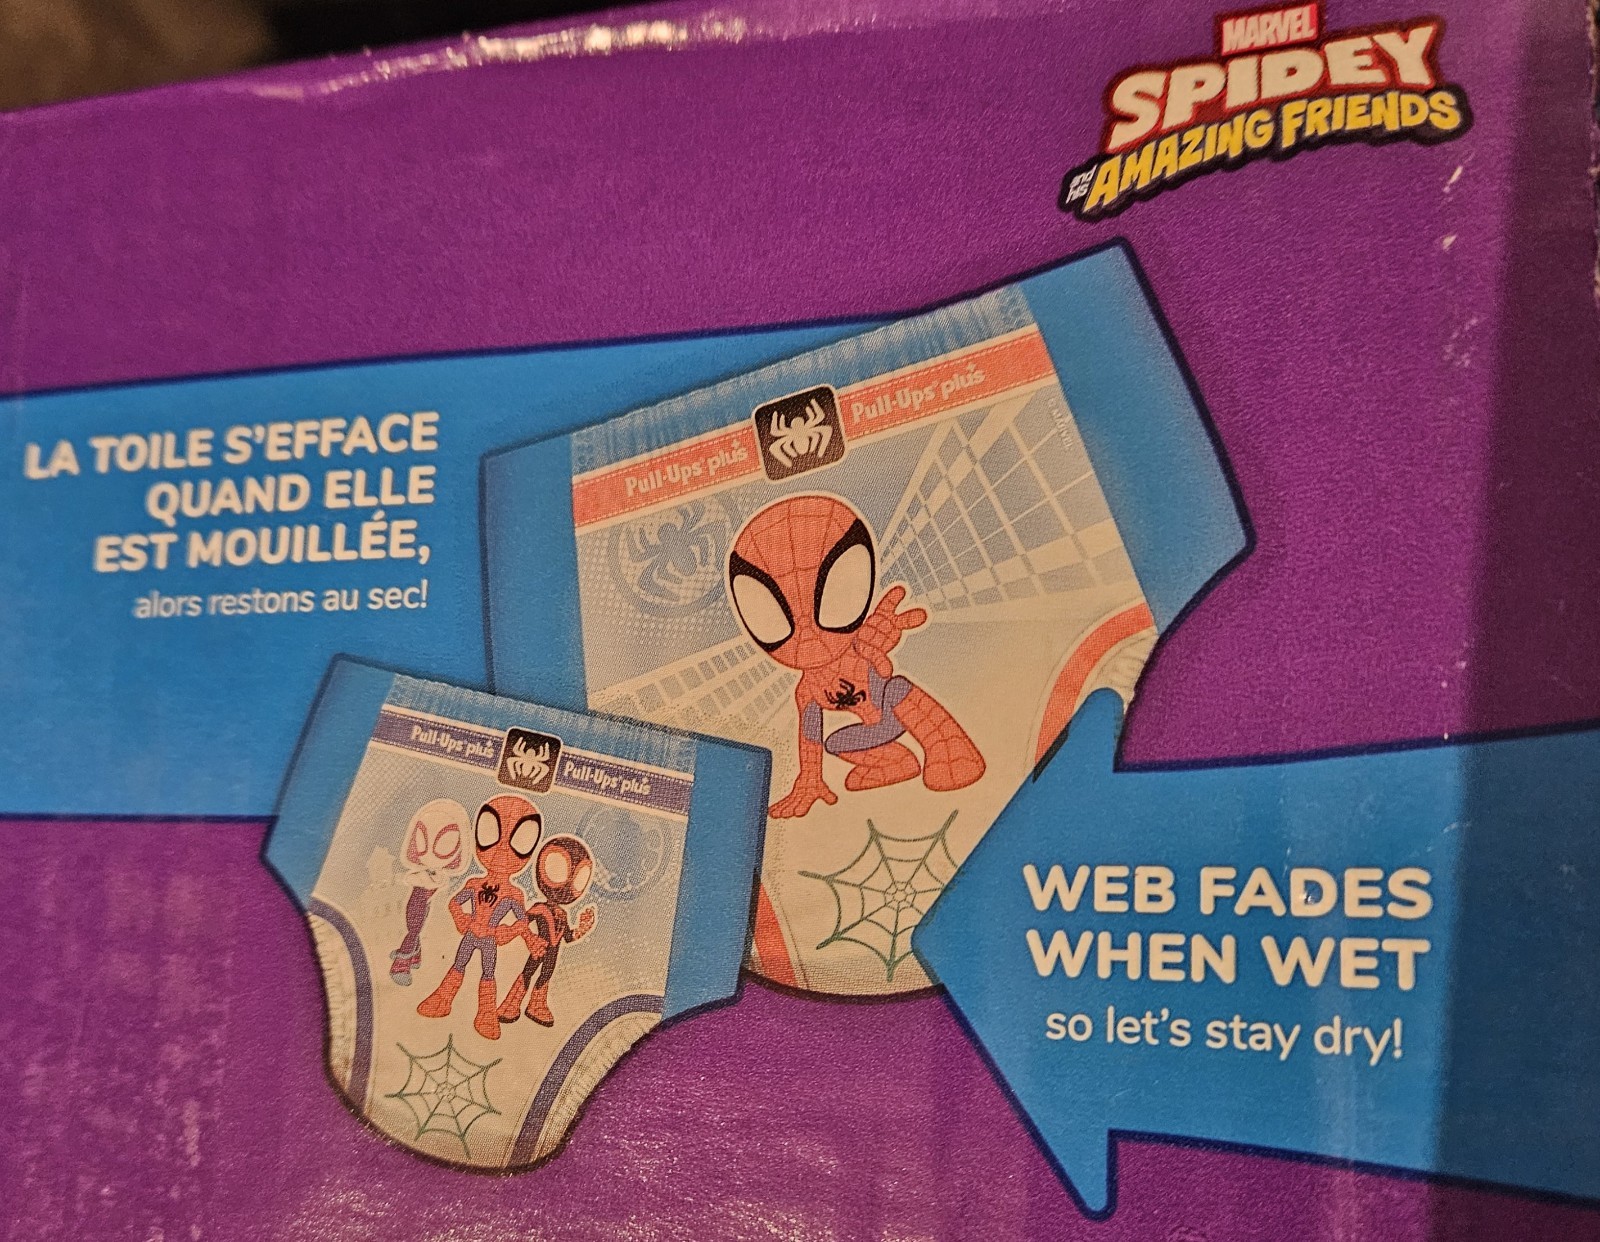 MARVEL
SPIDEY
and his AMAZING FRIENDS
LA TOILE S'EFFACE
QUAND ELLE
EST MOUILLÉE,
alors restons au sec!
Pull-Ups plus Pull-Ups plus
© MARVEL
Pull-Ups plus Pull-Ups plus
WEB FADES
WHEN WET
so let's stay dry!